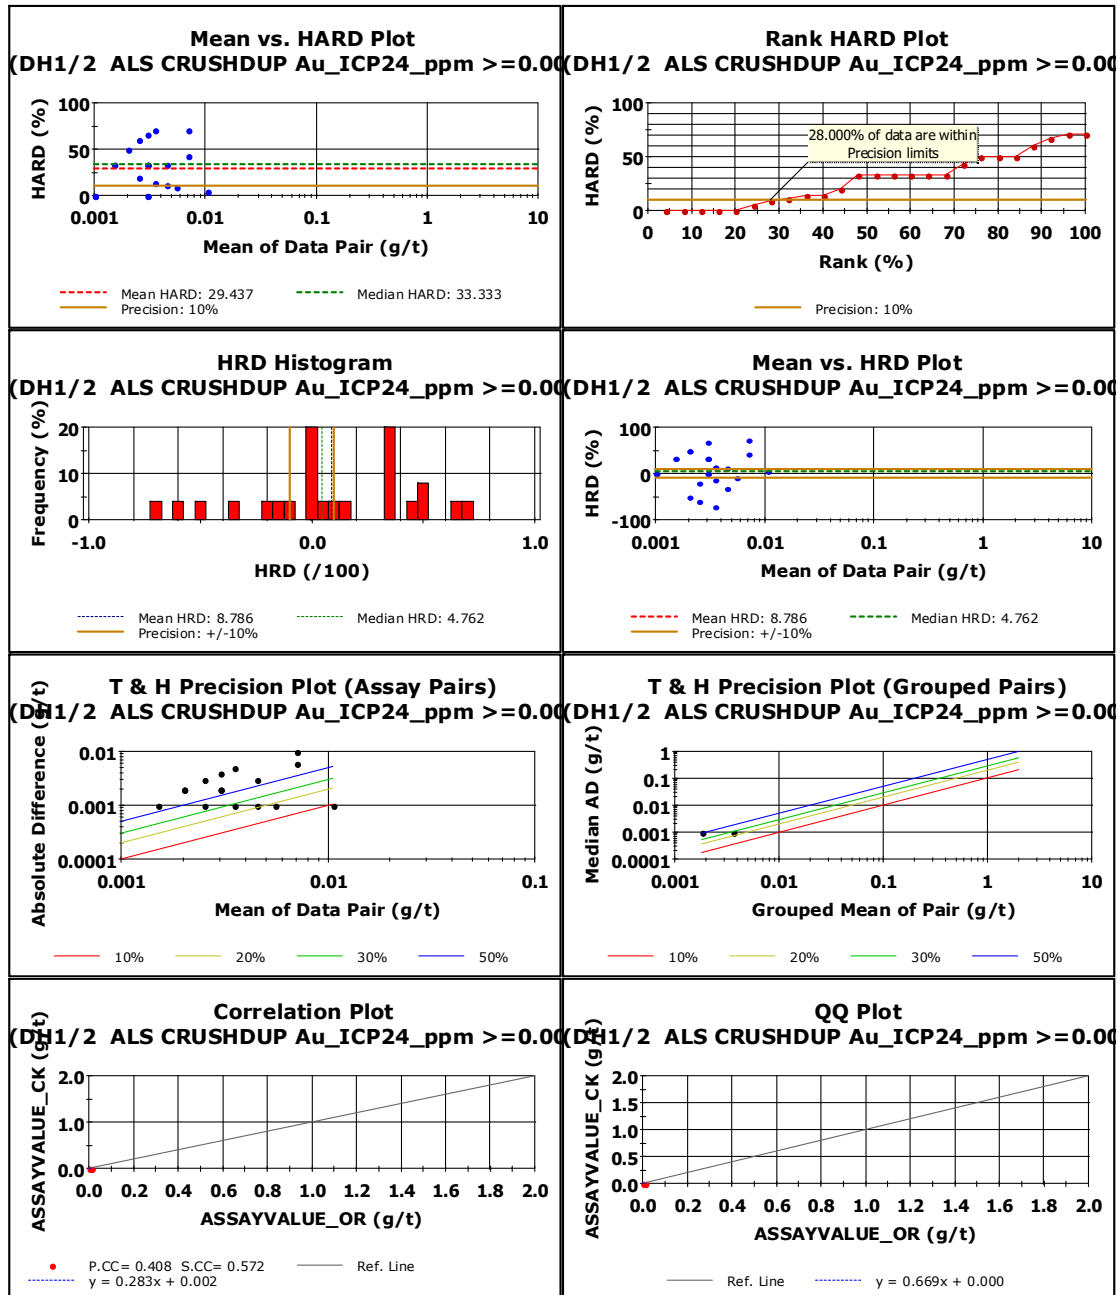 Mean vs. HARD Plot
(DH1/2 ALS CRUSHDUP Au_ICP24_ppm >=0.00
HARD (%)
100
50
0
0.001
0.01
0.1
1
10
Mean of Data Pair (g/t)
Mean HARD: 29.437
Median HARD: 33.333
Precision: 10%
Rank HARD Plot
(DH1/2 ALS CRUSHDUP Au_ICP24_ppm >=0.00
HARD (%)
100
50
0
28.000% of data are within
Precision limits
0 10 20 30 40 50 60 70 80 90 100
Rank (%)
Precision: 10%
HRD Histogram
(DH1/2 ALS CRUSHDUP Au_ICP24_ppm >=0.00
Frequency (%)
20
10
0
-1.0
0.0
1.0
HRD (/100)
Mean HRD: 8.786
Median HRD: 4.762
Precision: +/-10%
Mean vs. HRD Plot
(DH1/2 ALS CRUSHDUP Au_ICP24_ppm >=0.00
HRD (%)
100
0
-100
0.001
0.01
0.1
1
10
Mean of Data Pair (g/t)
Mean HRD: 8.786
Median HRD: 4.762
Precision: +/-10%
T & H Precision Plot (Assay Pairs)
(DH1/2 ALS CRUSHDUP Au_ICP24_ppm >=0.00
Absolute Difference (g/t)
0.01
0.001
0.0001
0.001
0.01
0.1
Mean of Data Pair (g/t)
10%
20%
30%
50%
T & H Precision Plot (Grouped Pairs)
(DH1/2 ALS CRUSHDUP Au_ICP24_ppm >=0.00
Median AD (g/t)
1
0.1
0.01
0.001
0.0001
0.001
0.01
0.1
1
10
Grouped Mean of Pair (g/t)
10%
20%
30%
50%
Correlation Plot
(DH1/2 ALS CRUSHDUP Au_ICP24_ppm >=0.00
ASSAYVALUE_CK (g/t)
2.0
1.0
0.0
0.0 0.2 0.4 0.6 0.8 1.0 1.2 1.4 1.6 1.8 2.0
ASSAYVALUE_OR (g/t)
P.CC= 0.408 S.CC= 0.572
Ref. Line
y = 0.283x + 0.002
QQ Plot
(DH1/2 ALS CRUSHDUP Au_ICP24_ppm >=0.00
ASSAYVALUE_CK (g/t)
2.0
1.5
1.0
0.5
0.0
0.0 0.2 0.4 0.6 0.8 1.0 1.2 1.4 1.6 1.8 2.0
ASSAYVALUE_OR (g/t)
Ref. Line
y = 0.669x + 0.000